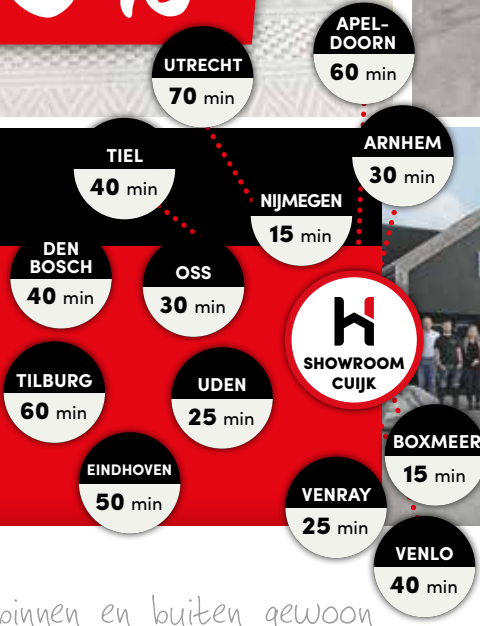 %
APEL-
DOORN
60 min
UTRECHT
70 min
ARNHEM
30 min
TIEL
40 min
NIJMEGEN
15 min
DEN
BOSCH
40 min
OSS
30 min
SHOWROOM
CUIJK
TILBURG
60 min
UDEN
25 min
BOXMEER
15 min
EINDHOVEN
50 min
VENRAY
25 min
VENLO
40 min
binnen en buiten gewoon